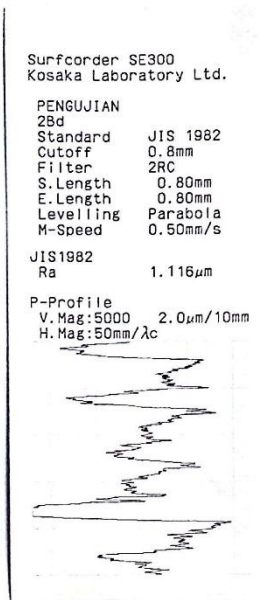 Surfcorder SE300
Kosaka Laboratory Ltd.
PENGUJIAN
2Bd
Standard JIS 1982
Cutoff 0.8mm
Filter 2RC
S.Length 0.80mm
E.Length 0.80mm
Levelling Parabola
M-Speed 0.50mm/s
JIS1982
Ra 1.116μm
P-Profile
V.Mag:5000 2.0μm/10mm
H.Mag:50mm/λc